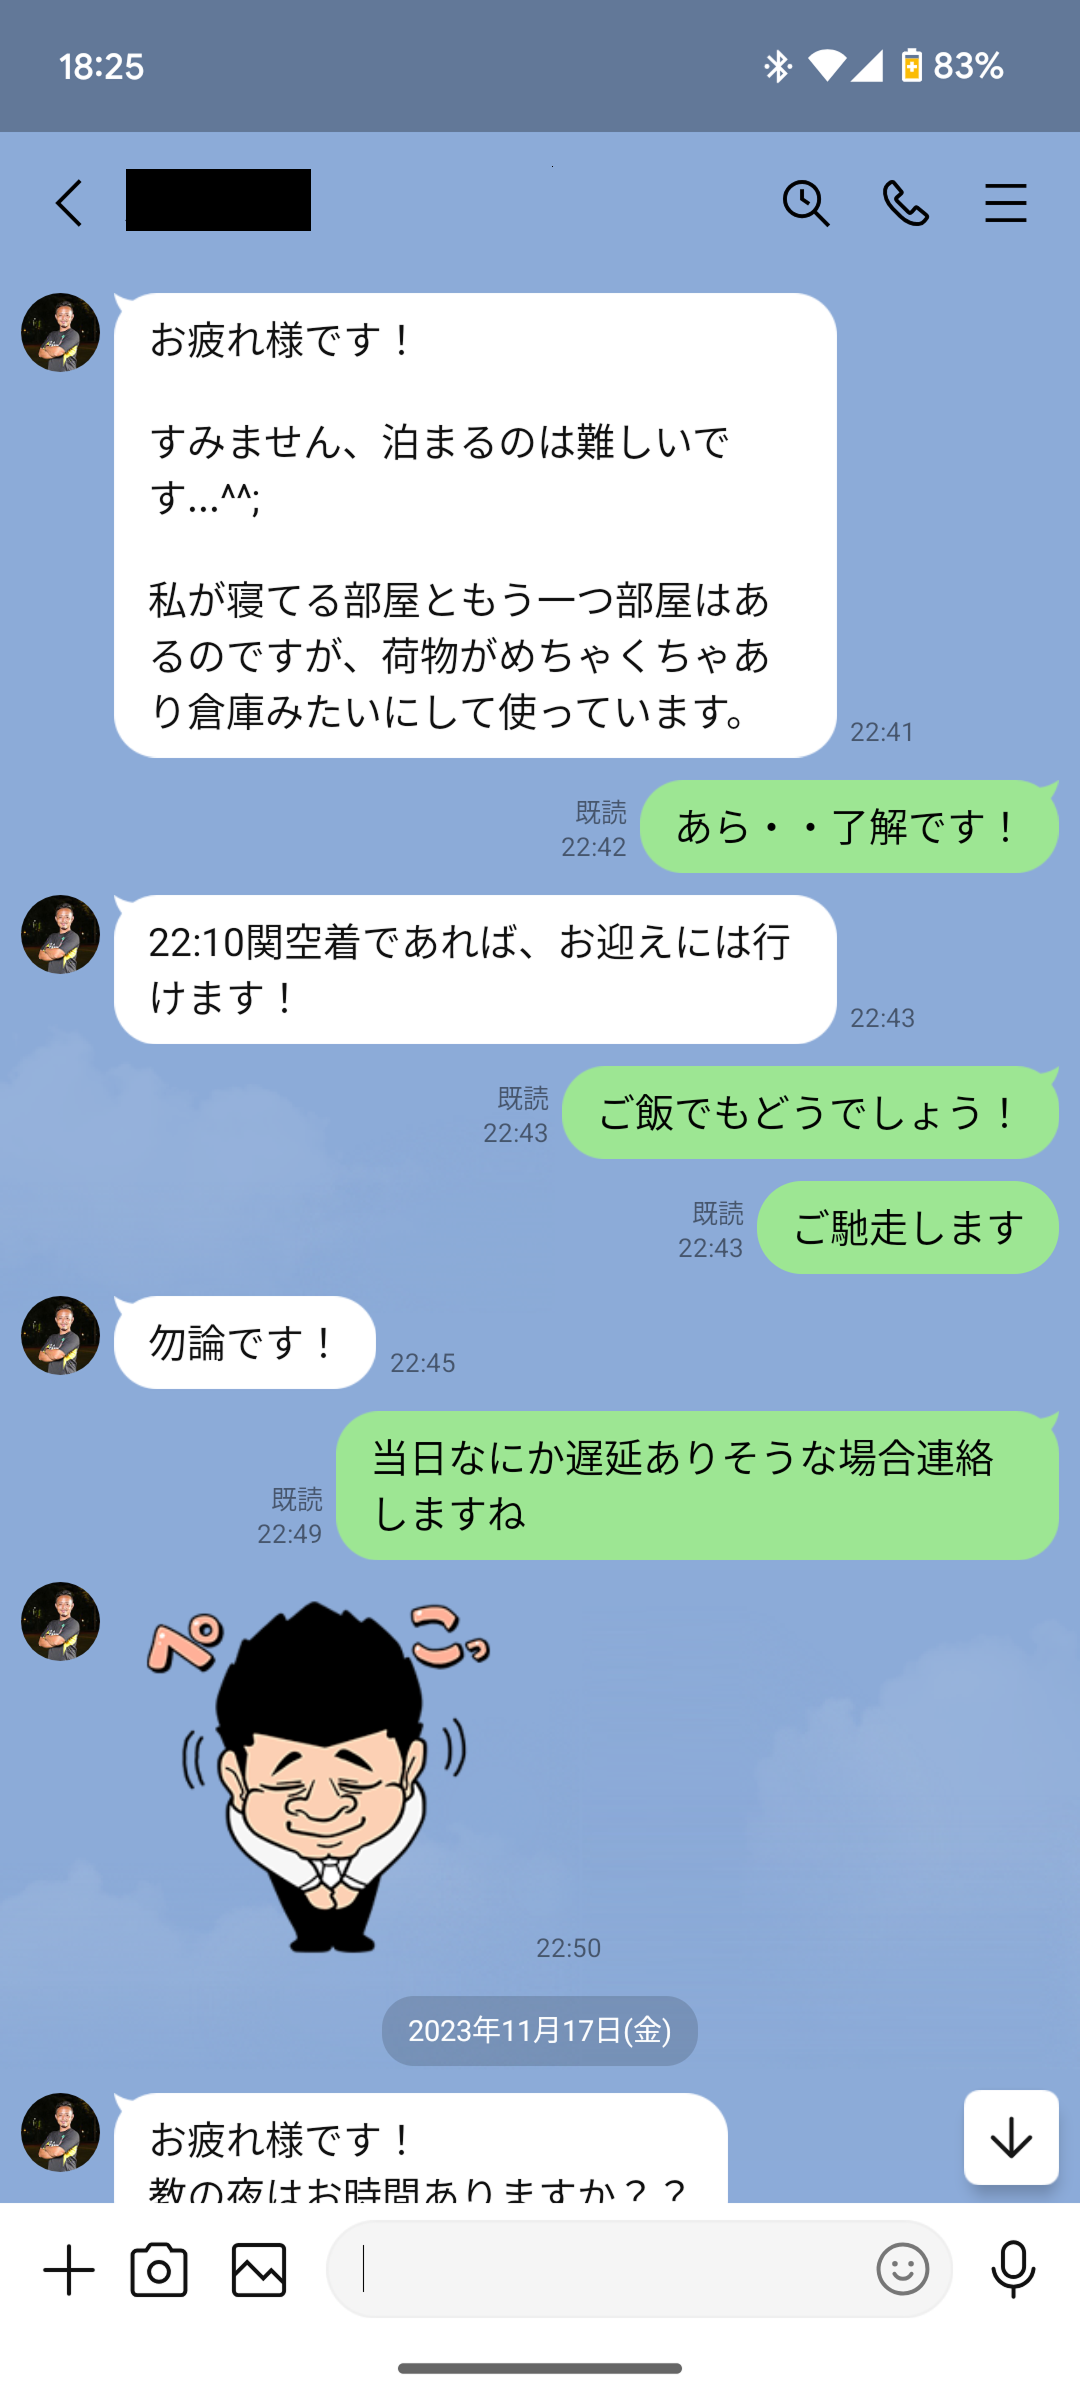 18:25
83%
お疲れ様です！
すみません、泊まるのは難しいで
す...^^;
私が寝てる部屋ともう一つ部屋はあ
るのですが、荷物がめちゃくちゃあ
り倉庫みたいにして使っています。
22:41
既読
22:42
あら・・了解です！
22:10関空着であれば、お迎えには行
けます！
22:43
既読
22:43
ご飯でもどうでしょう！
既読
22:43
ご馳走します
勿論です！
22:45
当日なにか遅延ありそうな場合連絡
しますね
既読
22:49
ぺこっ
22:50
2023年11月17日(金)
お疲れ様です！
教の夜はお時間ありますか？？